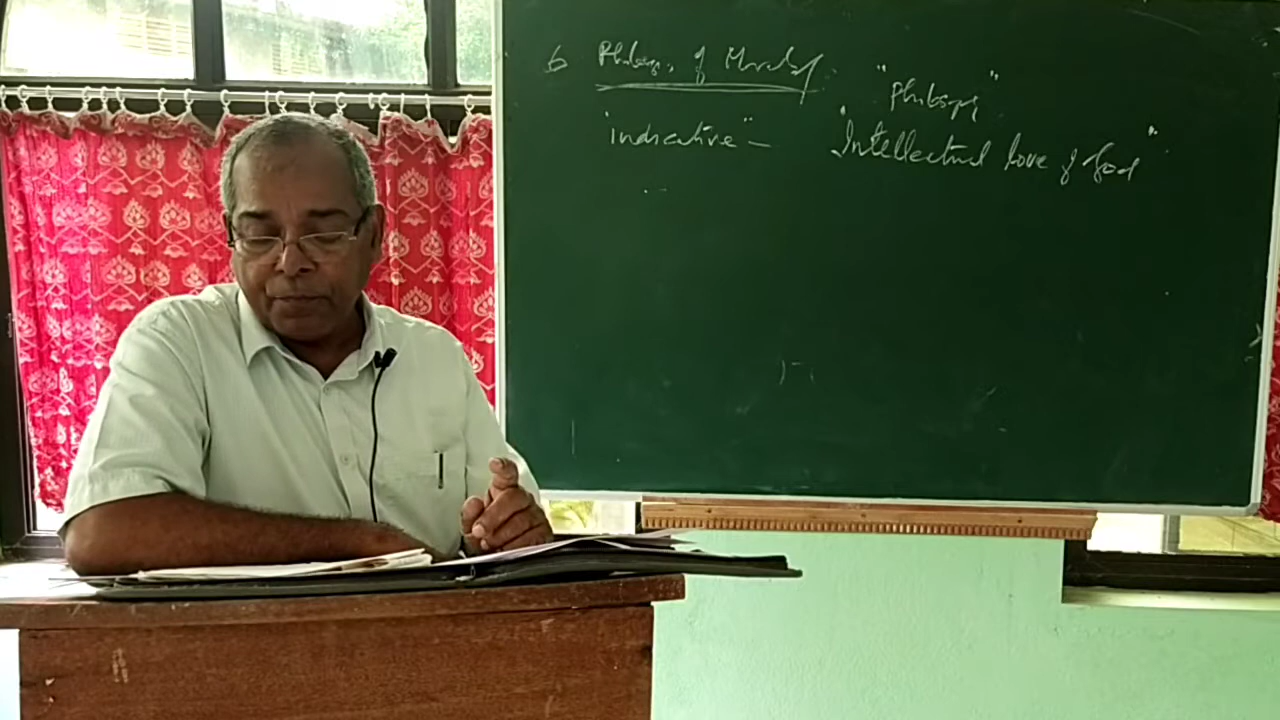 6 Philosophy of Morality
"Philosophy"
"indicative" – "Intellectual love of God"